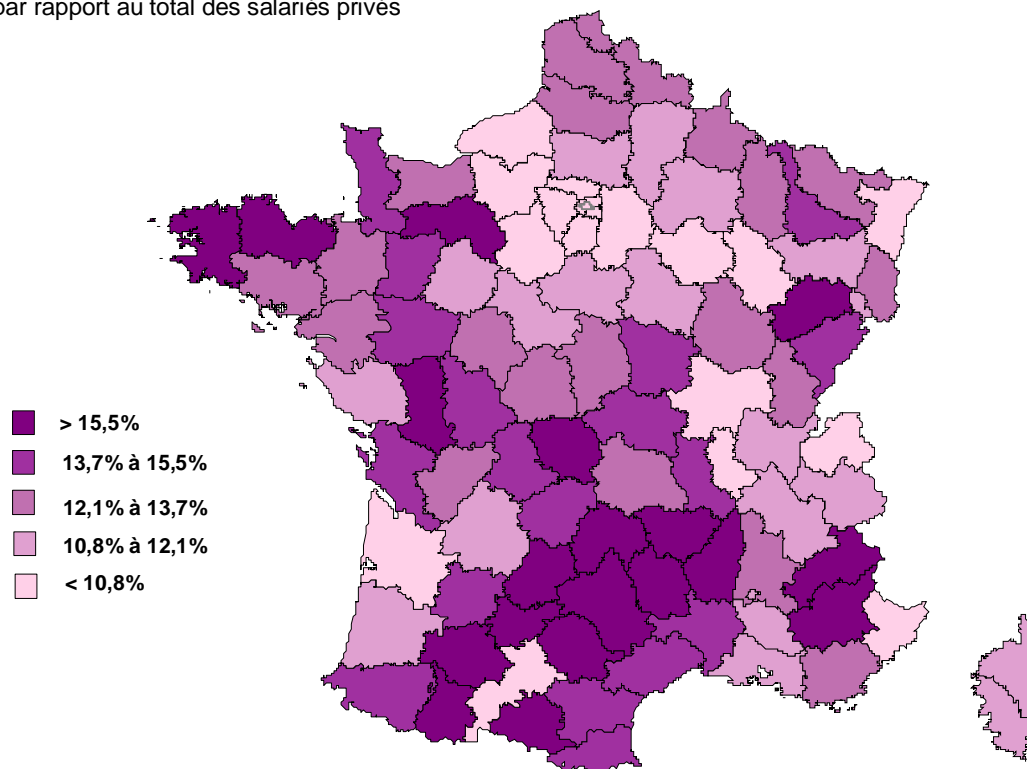 par rapport au total des salariés privés
> 15,5%
13,7% à 15,5%
12,1% à 13,7%
10,8% à 12,1%
< 10,8%